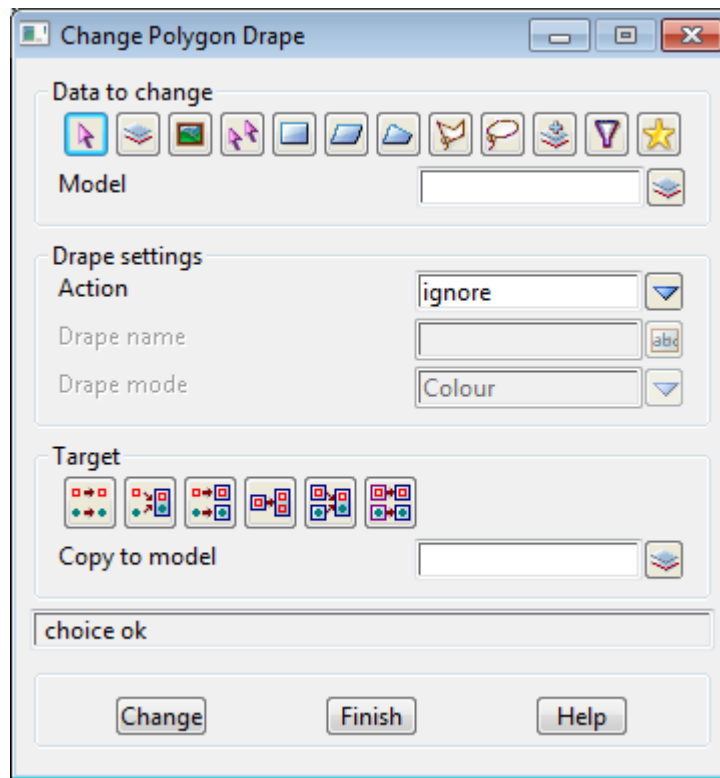 Change Polygon Drape
Data to change
Model
Drape settings
Action ignore
Drape name abc
Drape mode Colour
Target
Copy to model
choice ok
Change Finish Help